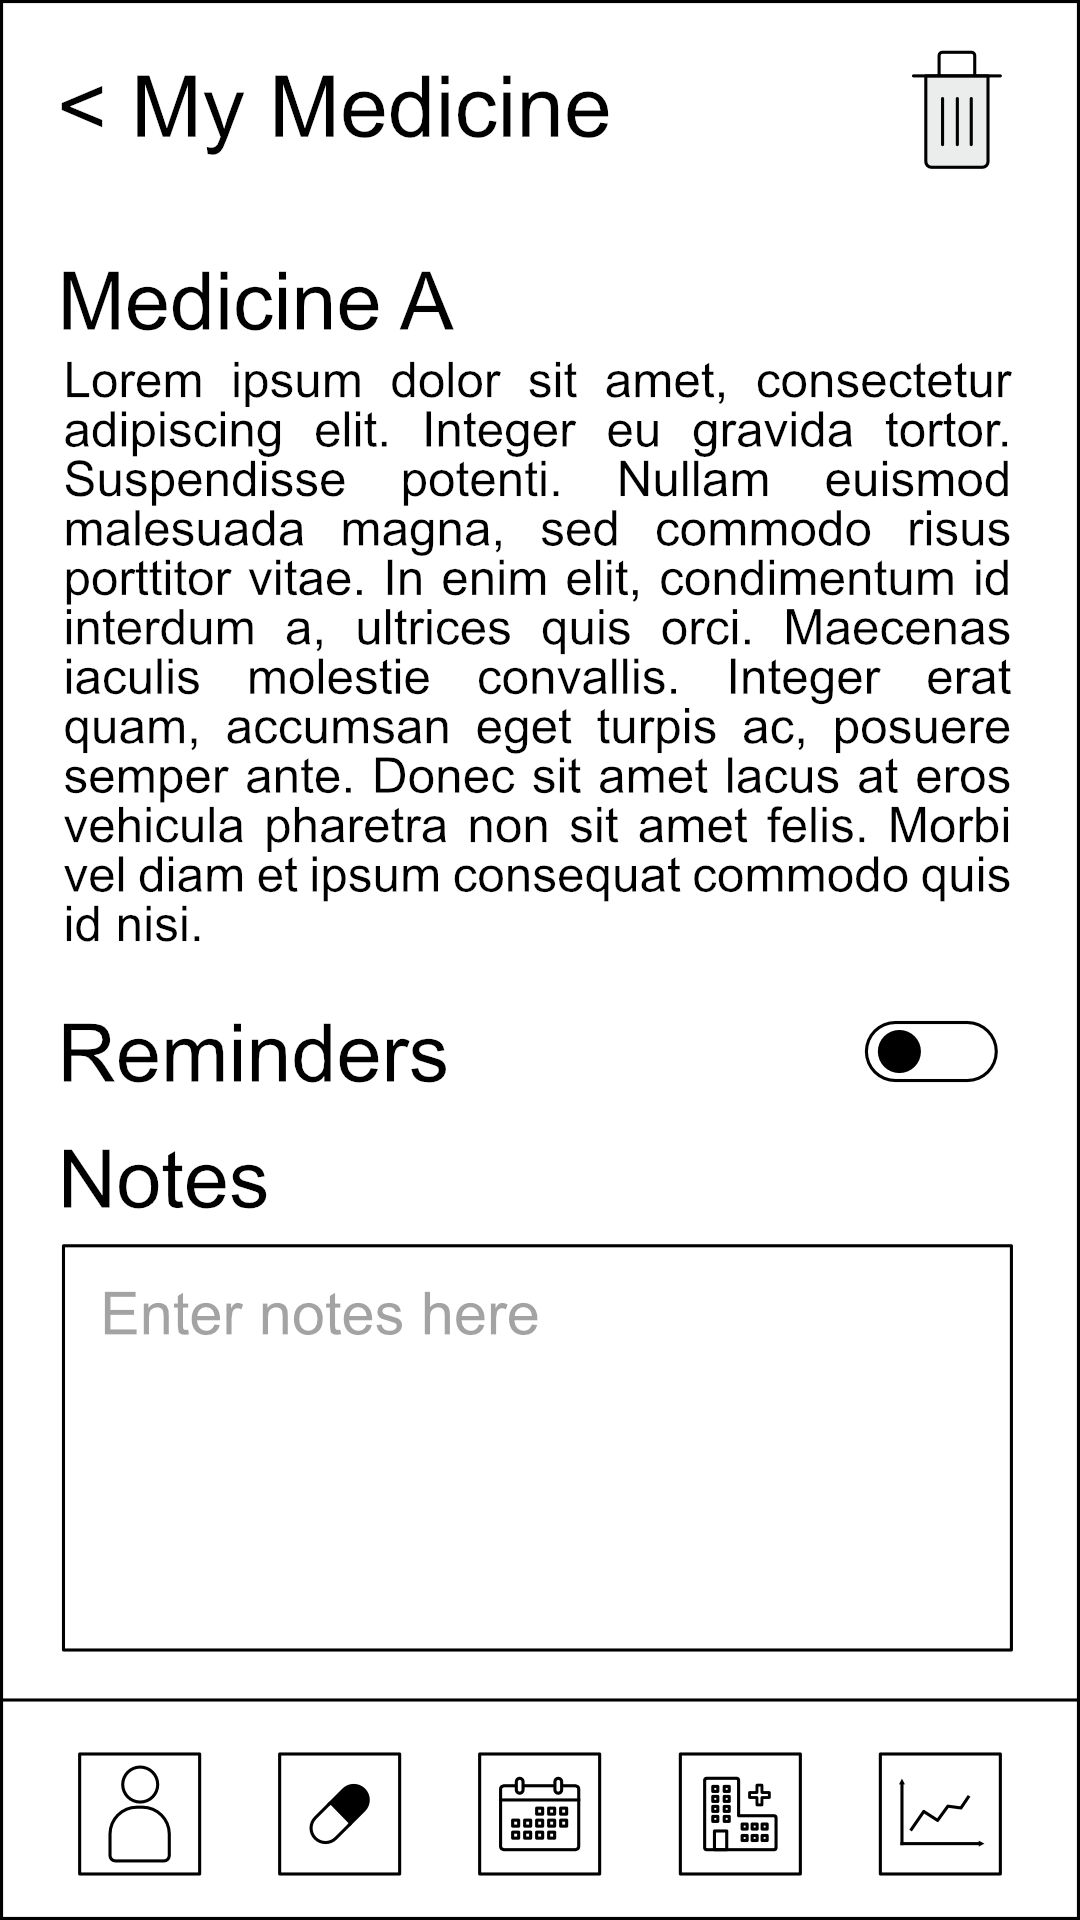 < My Medicine
Medicine A
Lorem ipsum dolor sit amet, consectetur
adipiscing elit. Integer eu gravida tortor.
Suspendisse potenti. Nullam euismod
malesuada magna, sed commodo risus
porttitor vitae. In enim elit, condimentum id
interdum a, ultrices quis orci. Maecenas
iaculis molestie convallis. Integer erat
quam, accumsan eget turpis ac, posuere
semper ante. Donec sit amet lacus at eros
vehicula pharetra non sit amet felis. Morbi
vel diam et ipsum consequat commodo quis
id nisi.
Reminders
Notes
Enter notes here